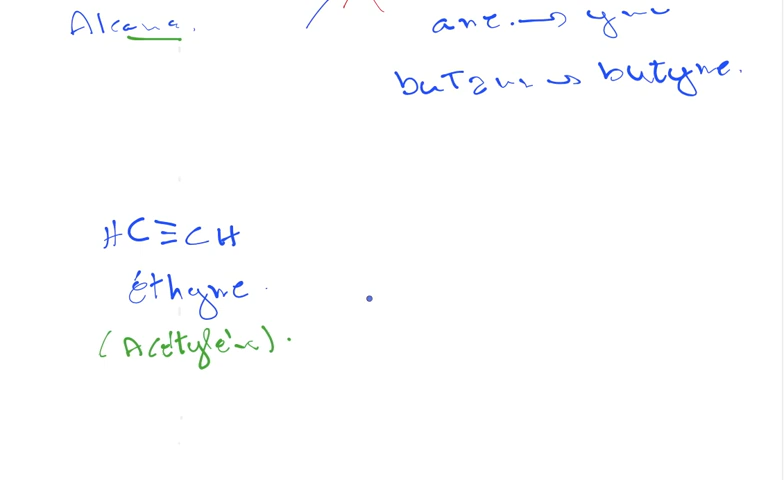 Alcane.
ane. → yne
butane → butyne.
HC≡CH
éthyne
(Acétylène).